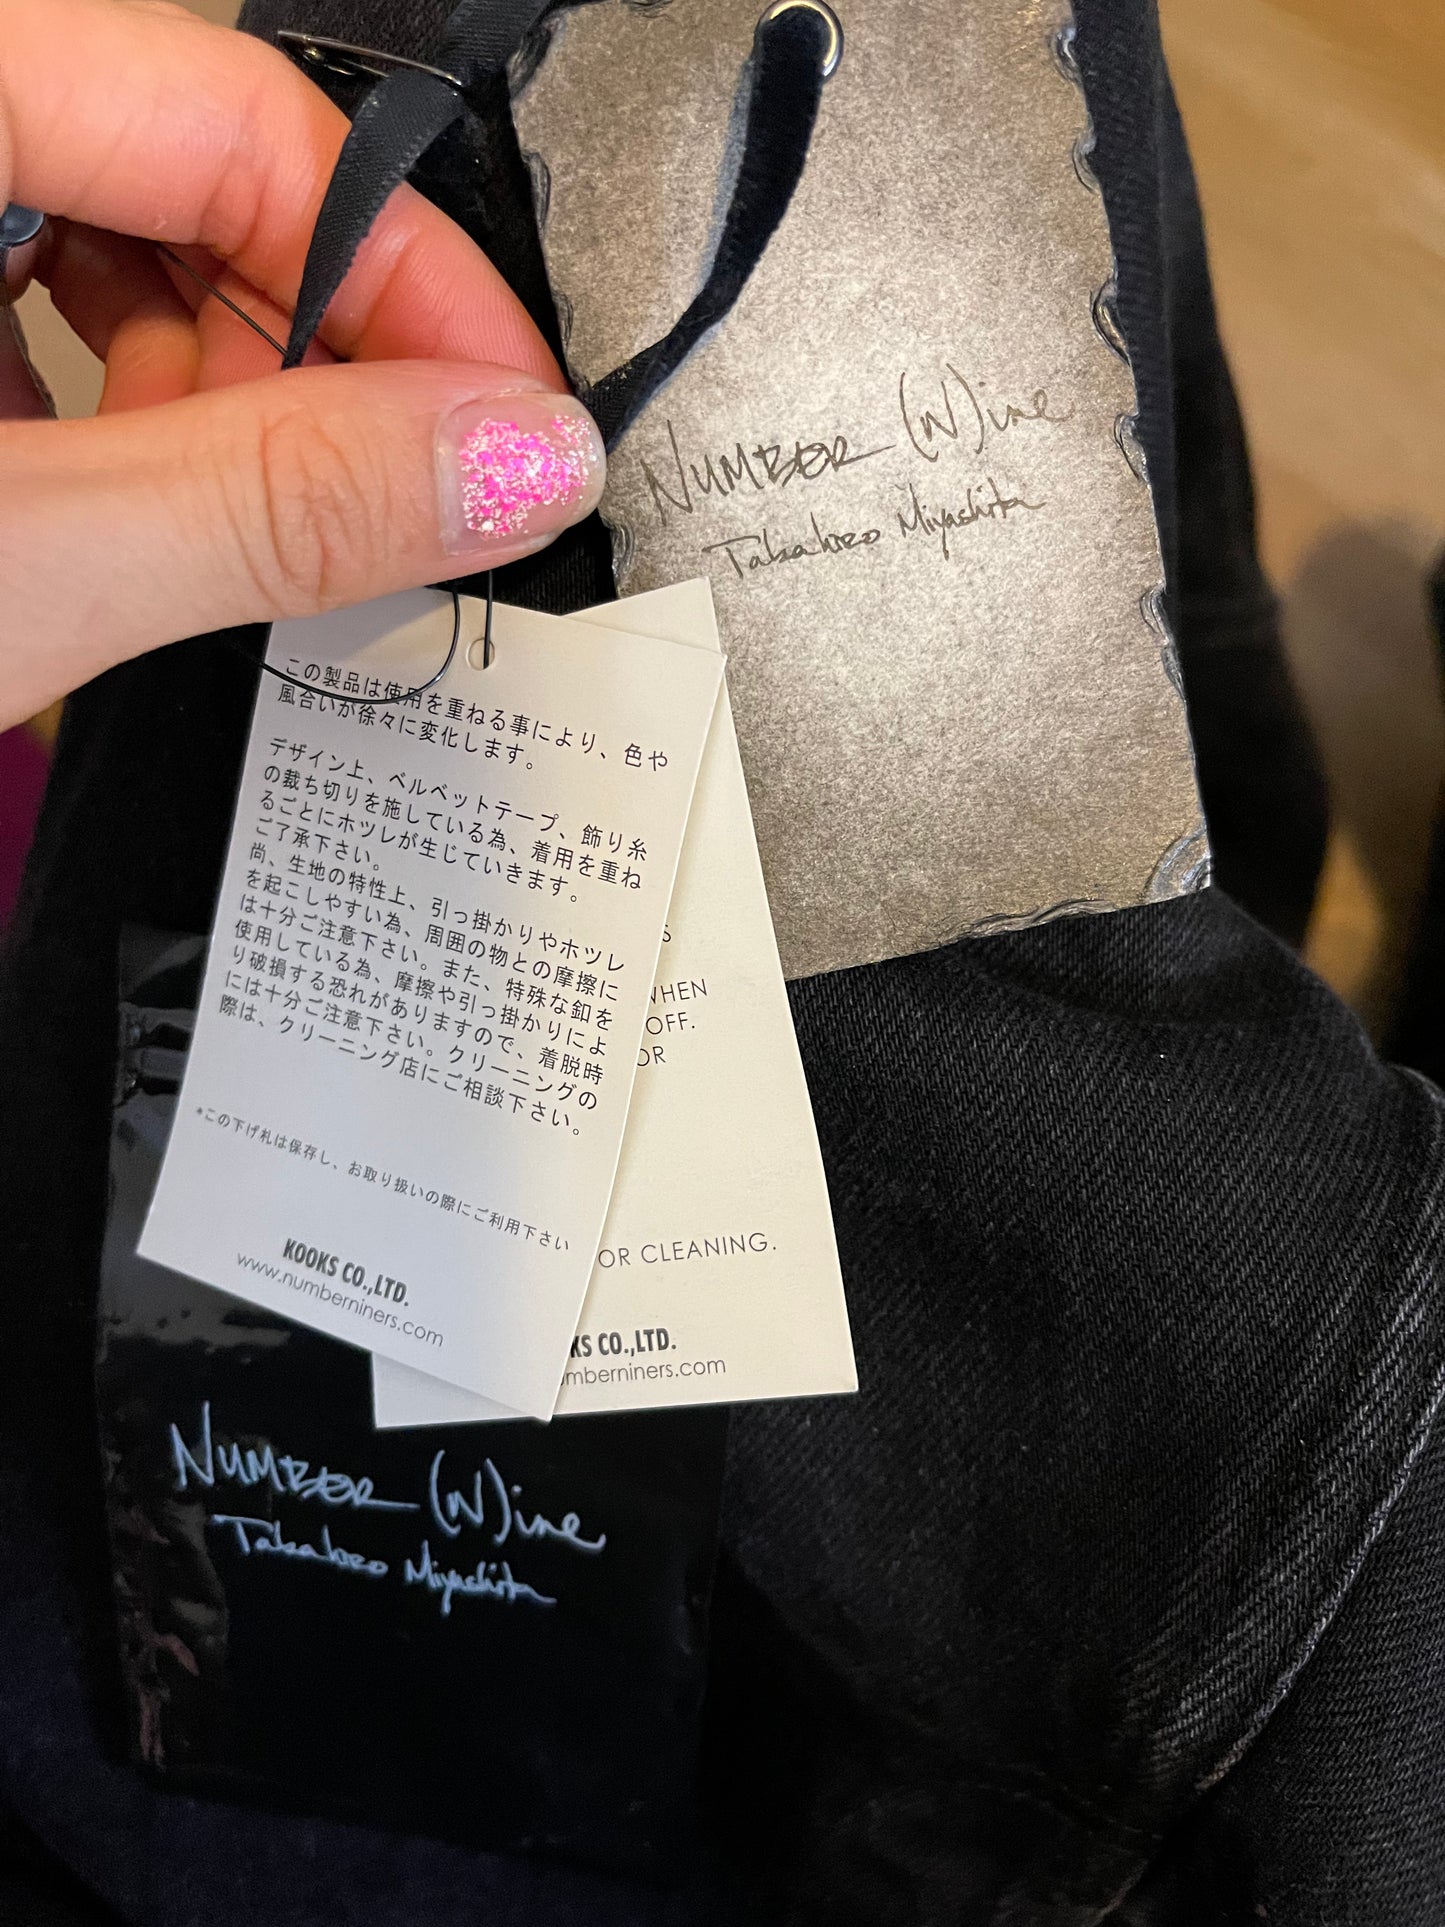 NUMBER (N)ine
Takahiro Miyashita
この製品は使用を重ねる事により、色や
風合いが徐々に変化します。
デザイン上、ベルベットテープ、飾り糸
の裁ち切りを施している為、着用を重ね
るごとにホツレが生じていきます。
ご了承下さい。
尚、生地の特性上、引っ掛かりやホツレ
を起こしやすい為、周囲の物との摩擦に
は十分ご注意下さい。また、特殊な釦を
使用している為、摩擦や引っ掛かりによ
り破損する恐れがありますので、着脱時
には十分ご注意下さい。クリーニングの
際は、クリーニング店にご相談下さい。
*この下げ札は保存し、お取り扱いの際にご利用下さい
KOOKS CO.,LTD.
www.numberniners.com
S
WHEN
OFF.
OR
OR CLEANING.
KS CO.,LTD.
mberniners.com
NUMBER (N)ine
Takahiro Miyashita